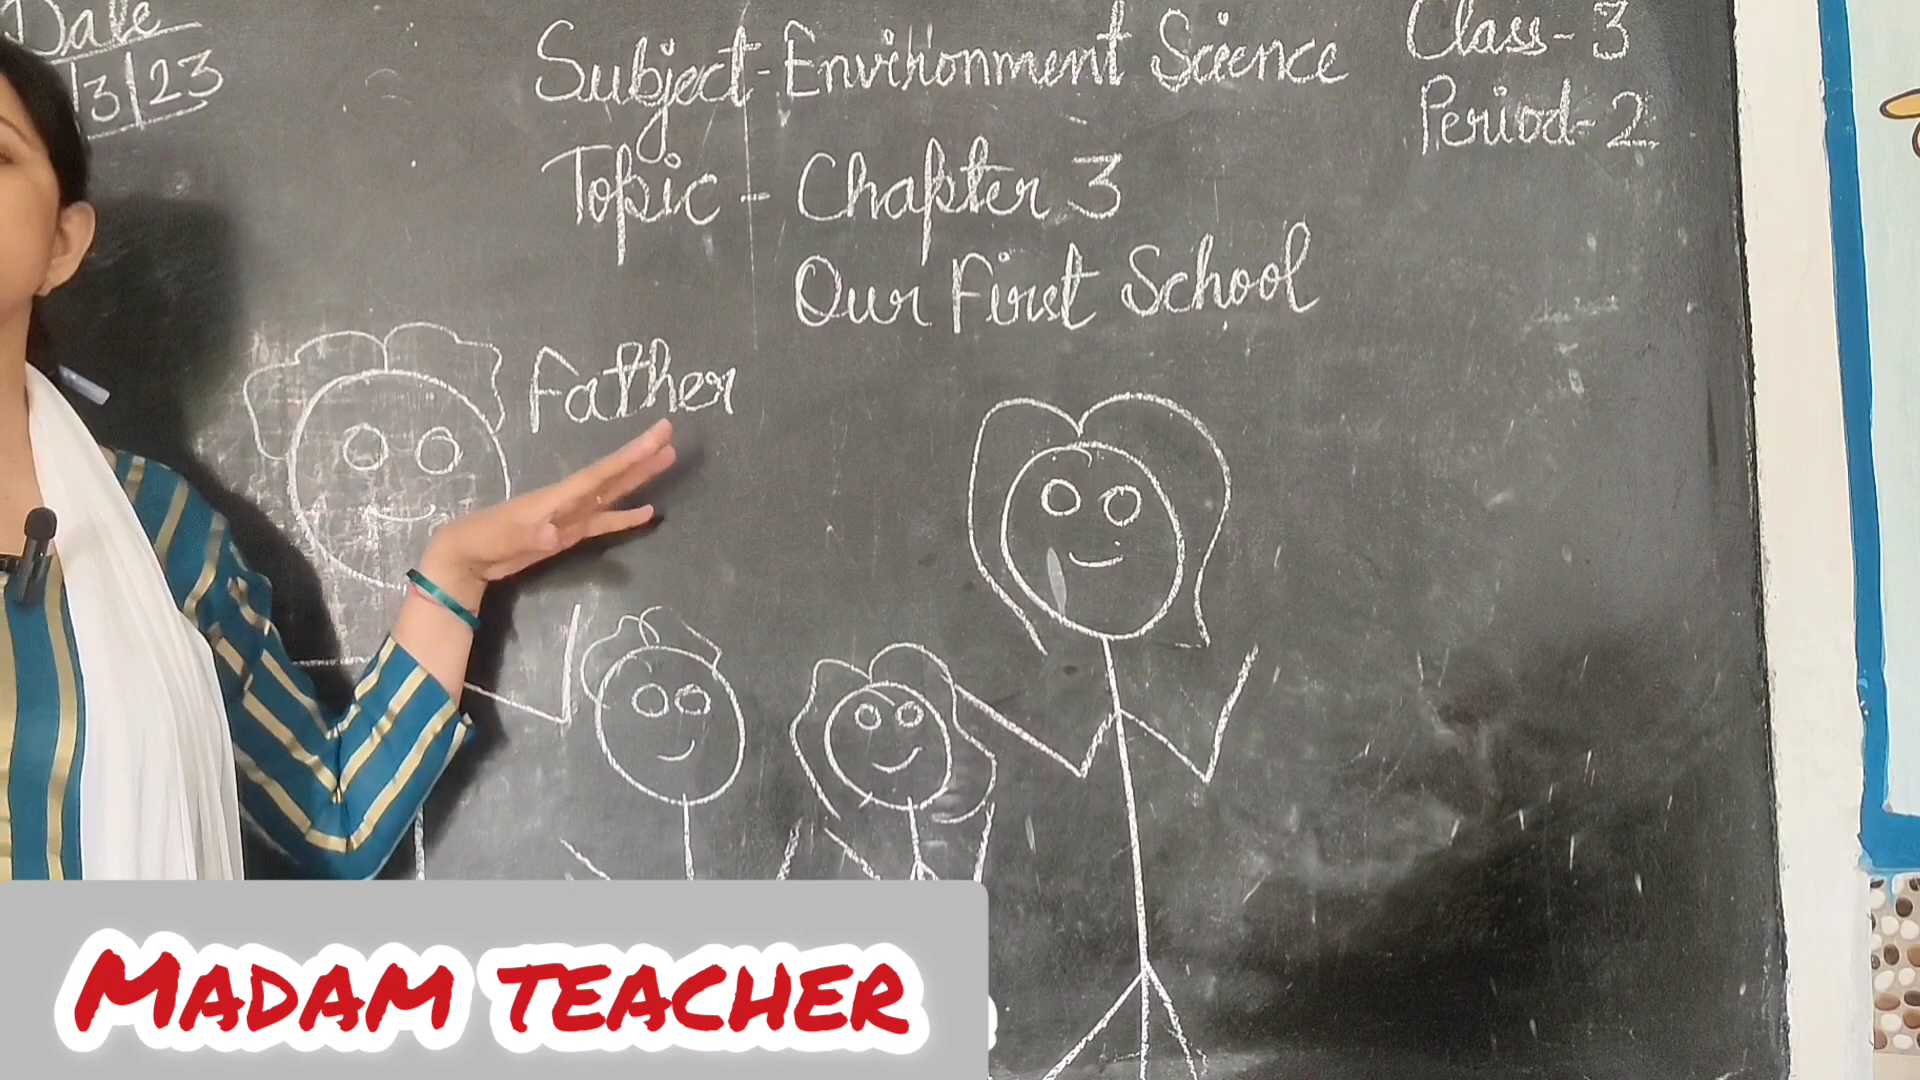 Date
3/23
Subject-Environment Science
Topic - Chapter 3
Our First School
Class-3
Period-2
Father
MADAM TEACHER